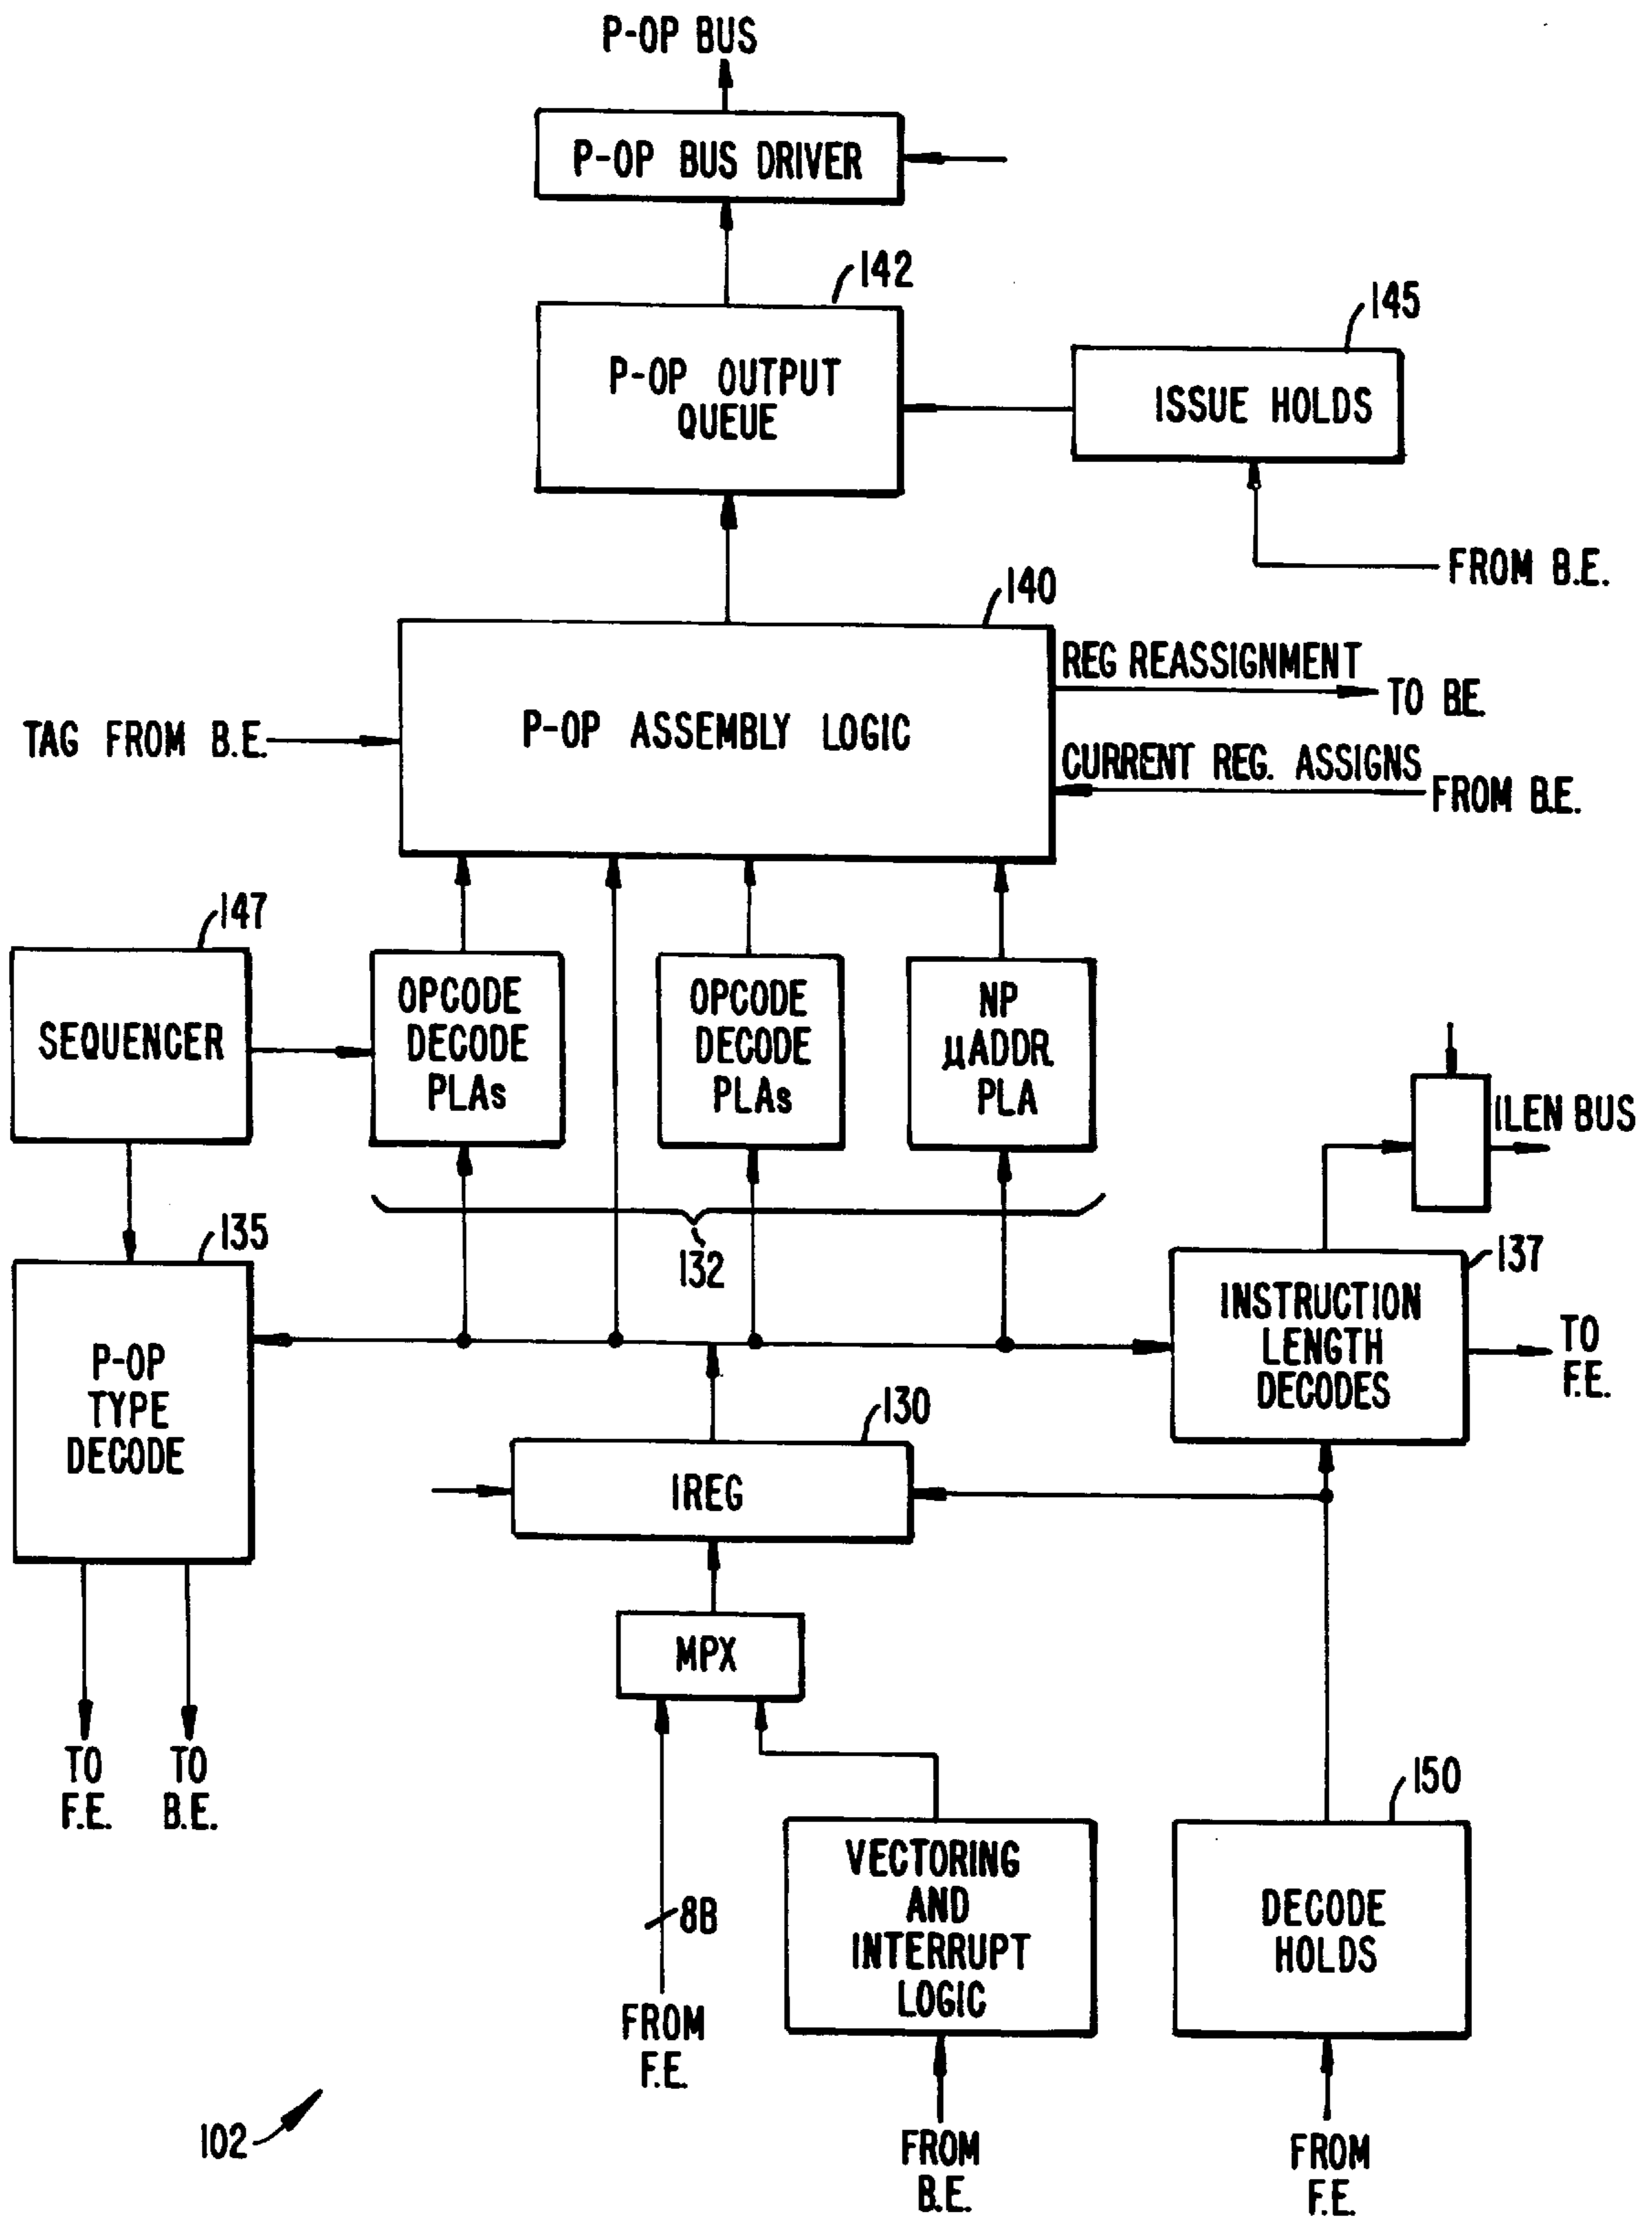 P-OP BUS
P-OP BUS DRIVER
142
P-OP OUTPUT
QUEUE
145
ISSUE HOLDS
FROM B.E.
140
P-OP ASSEMBLY LOGIC
REG REASSIGNMENT
TO B.E.
TAG FROM B.E.
CURRENT REG. ASSIGNS
FROM B.E.
147
SEQUENCER
OPCODE
DECODE
PLAs
OPCODE
DECODE
PLAs
NP
µADDR
PLA
ILEN BUS
132
135
P-OP
TYPE
DECODE
137
INSTRUCTION
LENGTH
DECODES
TO
F.E.
130
IREG
MPX
TO
F.E.
TO
B.E.
8B
FROM
F.E.
VECTORING
AND
INTERRUPT
LOGIC
FROM
B.E.
150
DECODE
HOLDS
FROM
F.E.
102